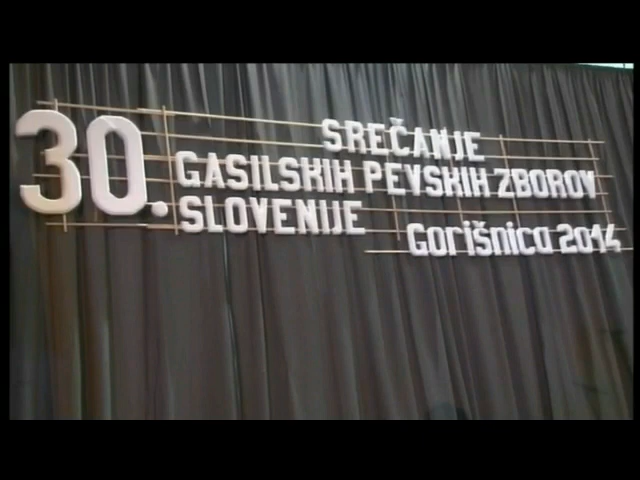 30.
SREČANJE
GASILSKIH PEVSKIH ZBOROV
SLOVENIJE
Gorišnica 2014